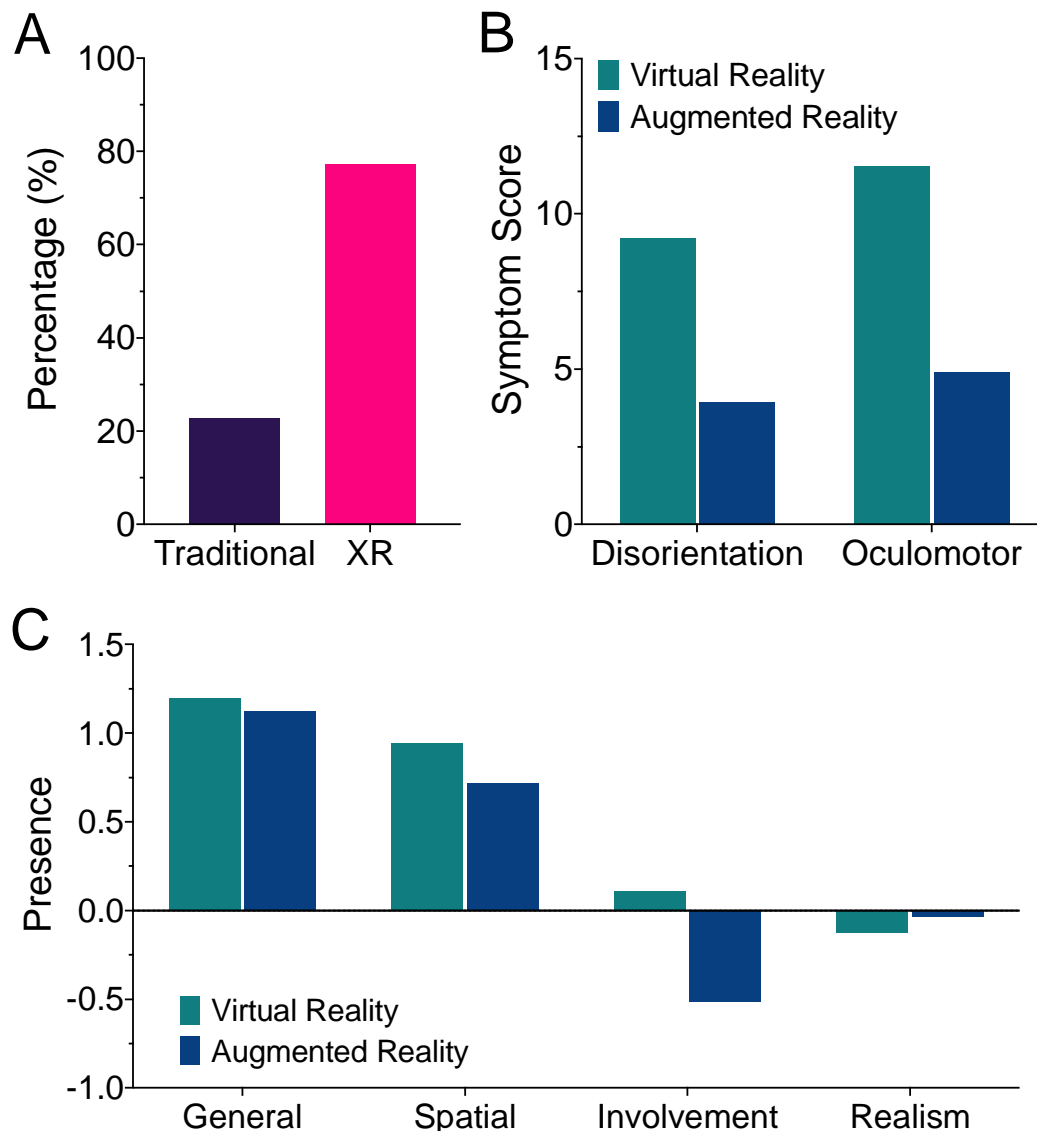 A
Percentage (%)
100
80
60
40
20
0
Traditional XR
B
Symptom Score
15
10
5
0
Virtual Reality
Augmented Reality
Disorientation Oculomotor
C
Presence
1.5
1.0
0.5
0.0
-0.5
-1.0
Virtual Reality
Augmented Reality
General Spatial Involvement Realism